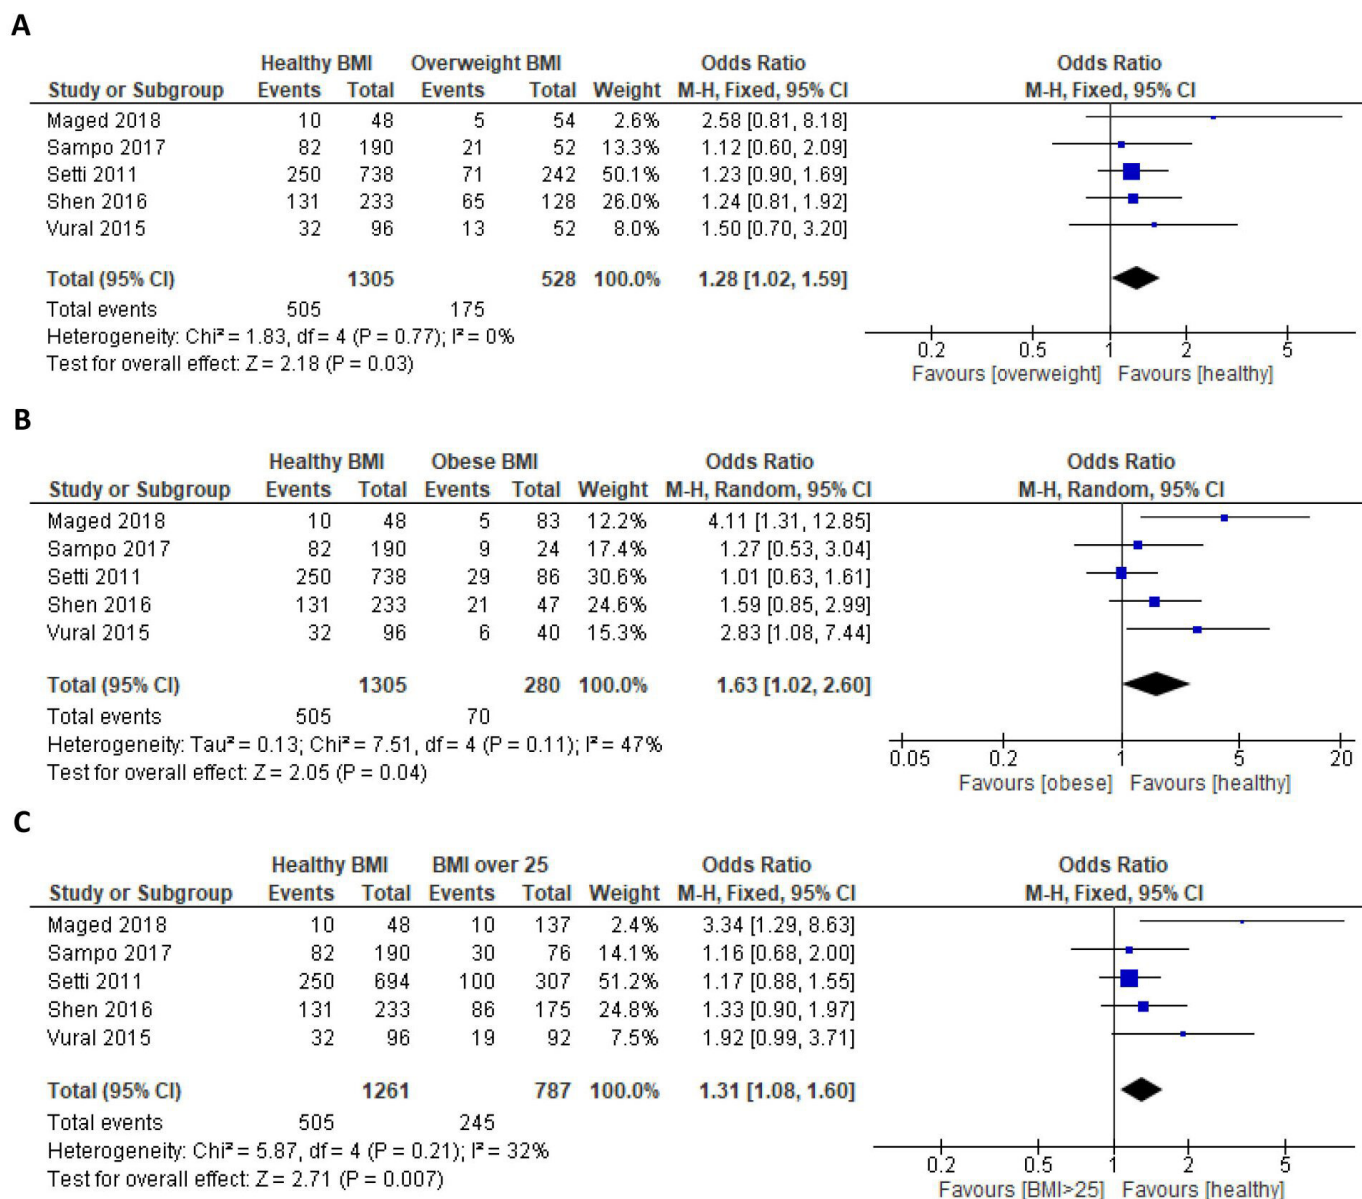 A
Healthy BMI Overweight BMI Odds Ratio Odds Ratio
Study or Subgroup Events Total Events Total Weight M-H, Fixed, 95% CI M-H, Fixed, 95% CI
Maged 2018 10 48 5 54 2.6% 2.58 [0.81, 8.18]
Sampo 2017 82 190 21 52 13.3% 1.12 [0.60, 2.09]
Setti 2011 250 738 71 242 50.1% 1.23 [0.90, 1.69]
Shen 2016 131 233 65 128 26.0% 1.24 [0.81, 1.92]
Vural 2015 32 96 13 52 8.0% 1.50 [0.70, 3.20]
Total (95% CI) 1305 528 100.0% 1.28 [1.02, 1.59]
Total events 505 175
Heterogeneity: Chi² = 1.83, df = 4 (P = 0.77); I² = 0%
Test for overall effect: Z = 2.18 (P = 0.03)
0.2 0.5 1 2 5
Favours [overweight] Favours [healthy]
B
Healthy BMI Obese BMI Odds Ratio Odds Ratio
Study or Subgroup Events Total Events Total Weight M-H, Random, 95% CI M-H, Random, 95% CI
Maged 2018 10 48 5 83 12.2% 4.11 [1.31, 12.85]
Sampo 2017 82 190 9 24 17.4% 1.27 [0.53, 3.04]
Setti 2011 250 738 29 86 30.6% 1.01 [0.63, 1.61]
Shen 2016 131 233 21 47 24.6% 1.59 [0.85, 2.99]
Vural 2015 32 96 6 40 15.3% 2.83 [1.08, 7.44]
Total (95% CI) 1305 280 100.0% 1.63 [1.02, 2.60]
Total events 505 70
Heterogeneity: Tau² = 0.13; Chi² = 7.51, df = 4 (P = 0.11); I² = 47%
Test for overall effect: Z = 2.05 (P = 0.04)
0.05 0.2 1 5 20
Favours [obese] Favours [healthy]
C
Healthy BMI BMI over 25 Odds Ratio Odds Ratio
Study or Subgroup Events Total Events Total Weight M-H, Fixed, 95% CI M-H, Fixed, 95% CI
Maged 2018 10 48 10 137 2.4% 3.34 [1.29, 8.63]
Sampo 2017 82 190 30 76 14.1% 1.16 [0.68, 2.00]
Setti 2011 250 694 100 307 51.2% 1.17 [0.88, 1.55]
Shen 2016 131 233 86 175 24.8% 1.33 [0.90, 1.97]
Vural 2015 32 96 19 92 7.5% 1.92 [0.99, 3.71]
Total (95% CI) 1261 787 100.0% 1.31 [1.08, 1.60]
Total events 505 245
Heterogeneity: Chi² = 5.87, df = 4 (P = 0.21); I² = 32%
Test for overall effect: Z = 2.71 (P = 0.007)
0.2 0.5 1 2 5
Favours [BMI>25] Favours [healthy]